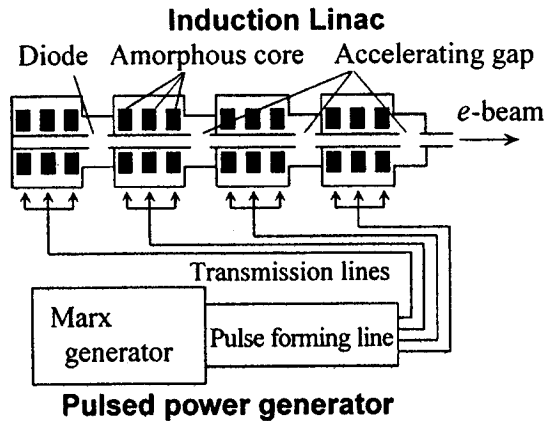 Induction Linac
Diode Amorphous core Accelerating gap
e-beam
Transmission lines
Marx
generator
Pulse forming line
Pulsed power generator